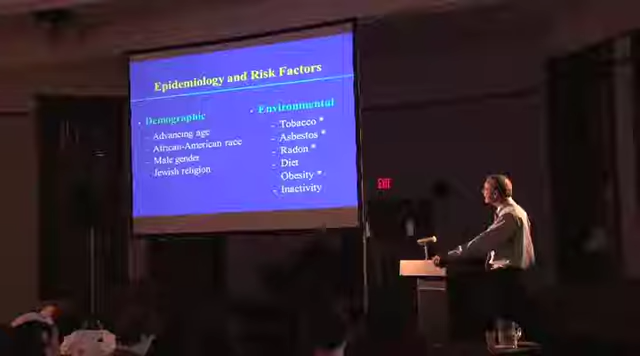 Epidemiology and Risk Factors
- Demographic
- Advancing age
- African-American race
- Male gender
- Jewish religion
- Environmental
- Tobacco *
- Asbestos *
- Radon *
- Diet
Obesity *
- Inactivity
EXIT